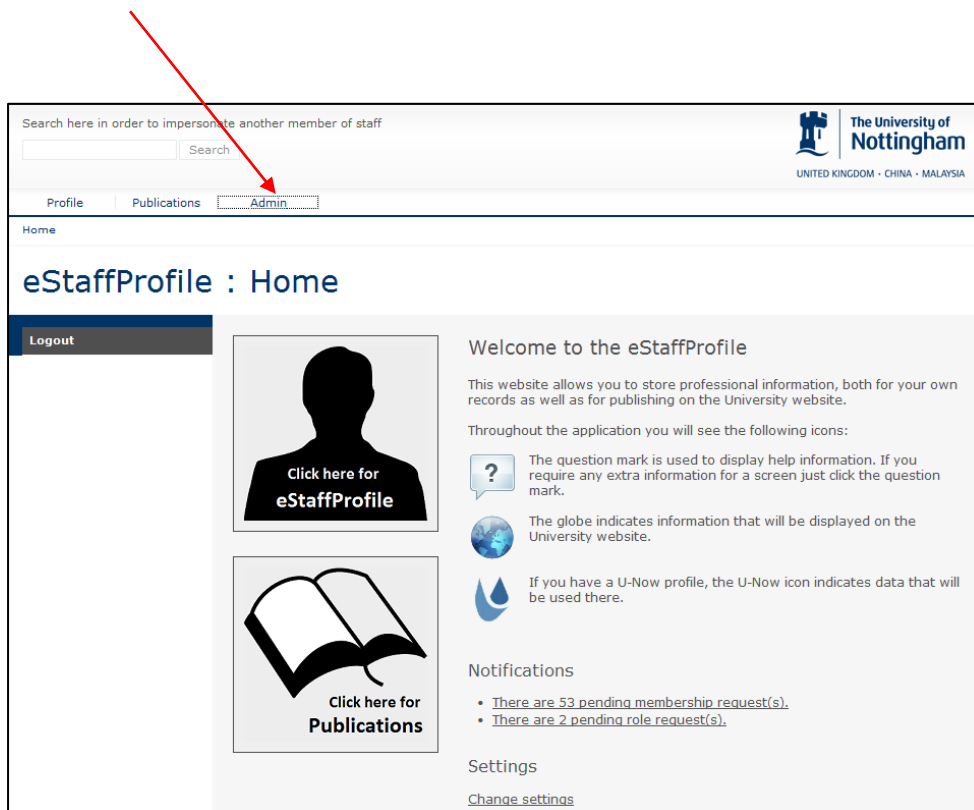 Search here in order to impersonate another member of staff
Search
The University of
Nottingham
UNITED KINGDOM · CHINA · MALAYSIA
Profile Publications Admin
Home
eStaffProfile : Home
Logout
Click here for
eStaffProfile
Click here for
Publications
Welcome to the eStaffProfile
This website allows you to store professional information, both for your own
records as well as for publishing on the University website.
Throughout the application you will see the following icons:
?
The question mark is used to display help information. If you
require any extra information for a screen just click the question
mark.
The globe indicates information that will be displayed on the
University website.
If you have a U-Now profile, the U-Now icon indicates data that will
be used there.
Notifications
• There are 53 pending membership request(s).
• There are 2 pending role request(s).
Settings
Change settings